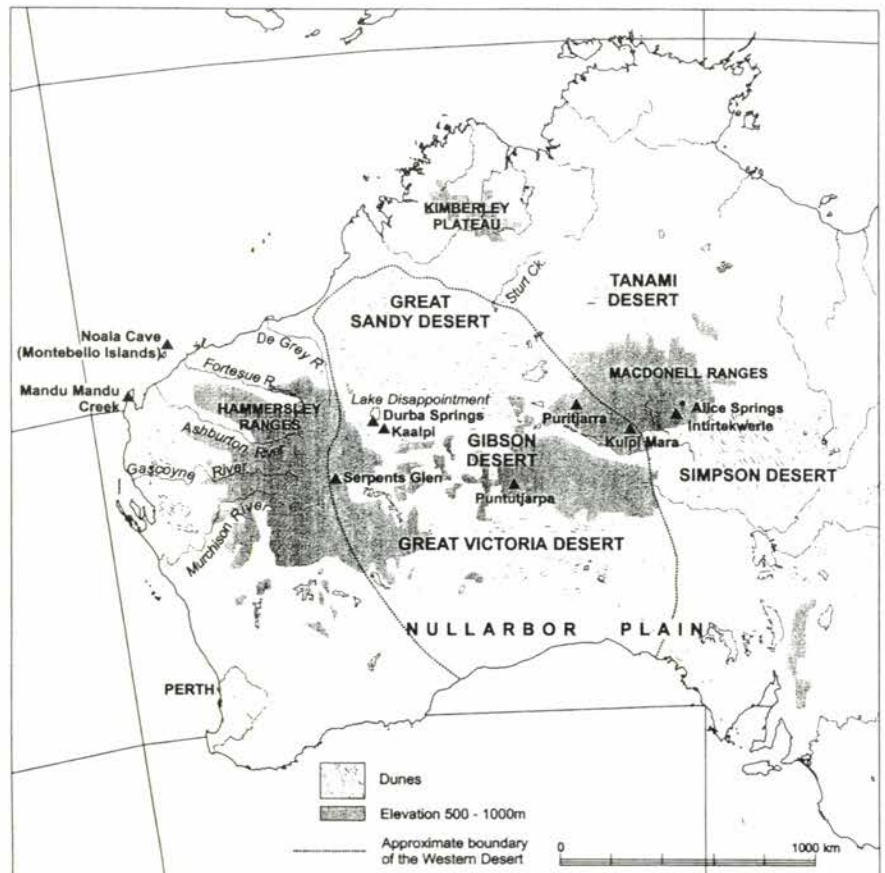 KIMBERLEY
PLATEAU
Sturt Ck.
TANAMI
DESERT
GREAT
SANDY DESERT
Noala Cave
(Montebello Islands)
De Grey R.
Fortesue R.
MACDONELL RANGES
Mandu Mandu
Creek
Lake Disappointment
HAMMERSLEY
RANGES
Durba Springs
Kaalpi
Puritjarra
Alice Springs
Intirtekwerle
Kulpi Mara
Ashburton River
GIBSON
DESERT
Gascoyne River
Serpents Glen
SIMPSON DESERT
Puntutjarpa
Murchison River
GREAT VICTORIA DESERT
NULLARBOR PLAIN
PERTH
Dunes
Elevation 500 - 1000m
Approximate boundary
of the Western Desert
0 1000 km